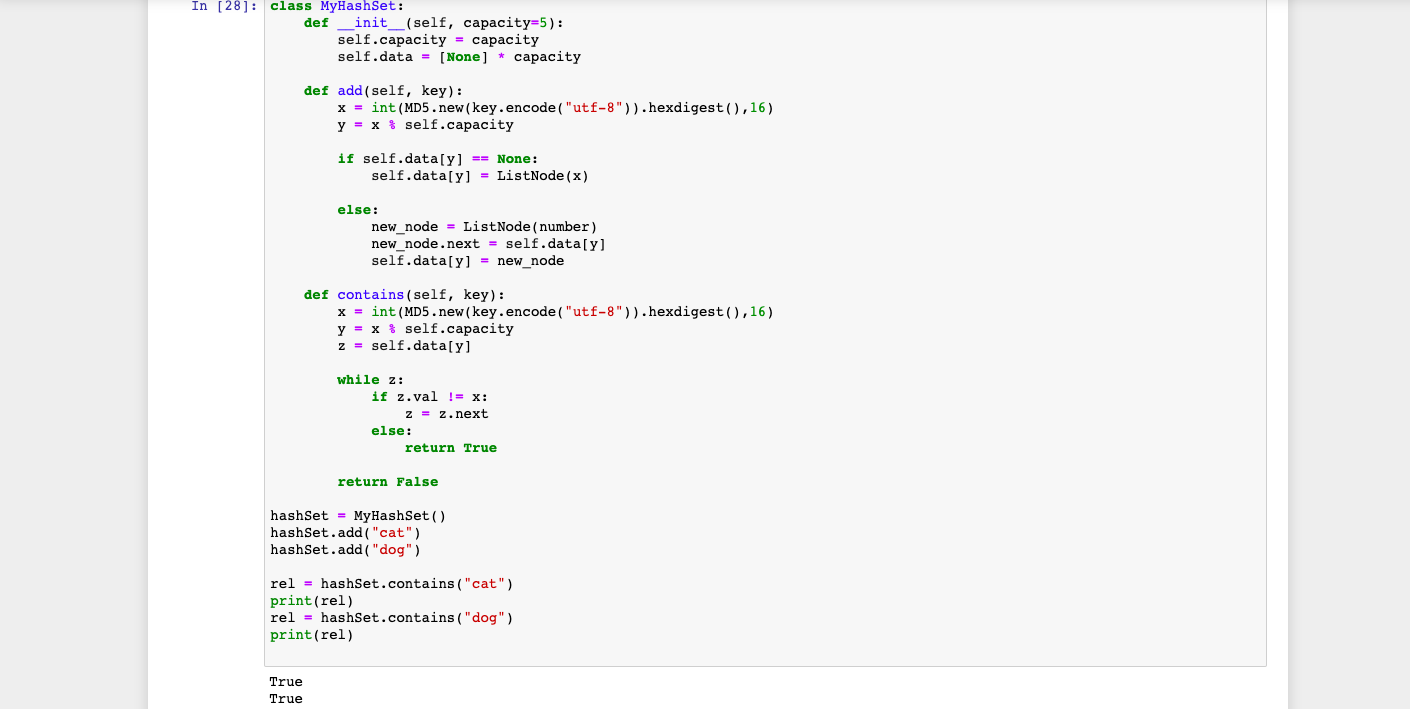 In [28]: class MyHashSet:
    def __init__(self, capacity=5):
        self.capacity = capacity
        self.data = [None] * capacity

    def add(self, key):
        x = int(MD5.new(key.encode("utf-8")).hexdigest(),16)
        y = x % self.capacity

        if self.data[y] == None:
            self.data[y] = ListNode(x)

        else:
            new_node = ListNode(number)
            new_node.next = self.data[y]
            self.data[y] = new_node

    def contains(self, key):
        x = int(MD5.new(key.encode("utf-8")).hexdigest(),16)
        y = x % self.capacity
        z = self.data[y]

        while z:
            if z.val != x:
                z = z.next
            else:
                return True

        return False

hashSet = MyHashSet()
hashSet.add("cat")
hashSet.add("dog")

rel = hashSet.contains("cat")
print(rel)
rel = hashSet.contains("dog")
print(rel)

True
True